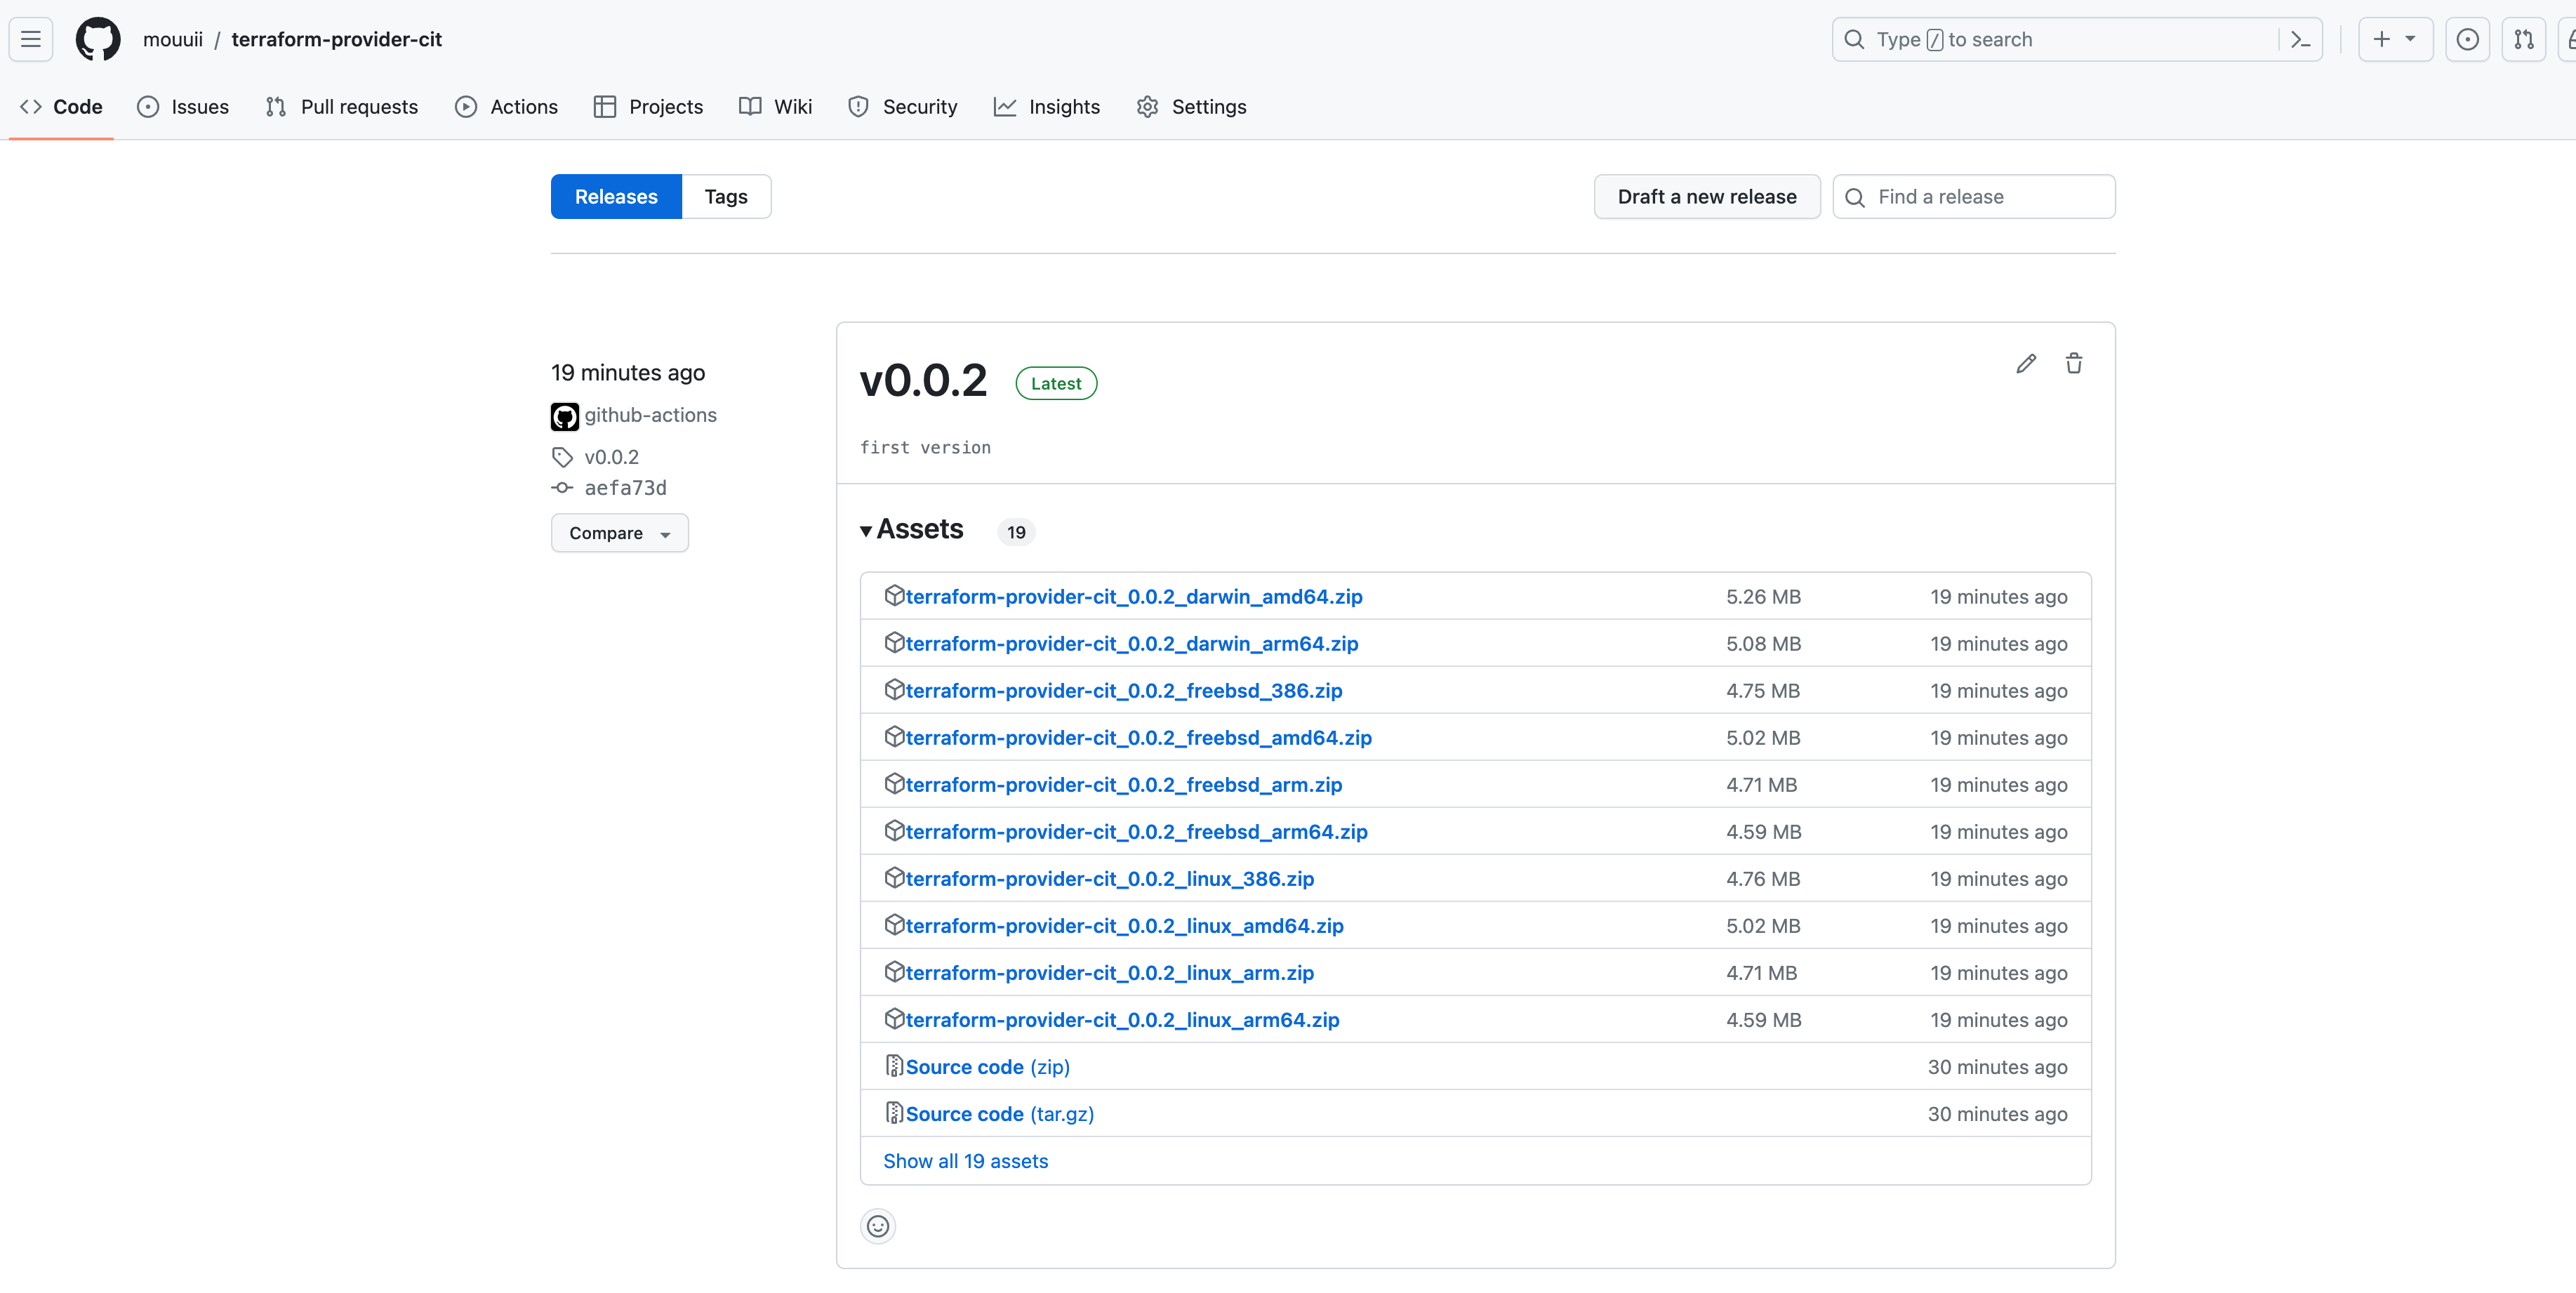 mouuii / terraform-provider-cit
Type / to search
Code Issues Pull requests Actions Projects Wiki Security Insights Settings
Releases Tags
Draft a new release
Find a release
19 minutes ago
github-actions
v0.0.2
aefa73d
Compare
v0.0.2 Latest
first version
Assets 19
terraform-provider-cit_0.0.2_darwin_amd64.zip 5.26 MB 19 minutes ago
terraform-provider-cit_0.0.2_darwin_arm64.zip 5.08 MB 19 minutes ago
terraform-provider-cit_0.0.2_freebsd_386.zip 4.75 MB 19 minutes ago
terraform-provider-cit_0.0.2_freebsd_amd64.zip 5.02 MB 19 minutes ago
terraform-provider-cit_0.0.2_freebsd_arm.zip 4.71 MB 19 minutes ago
terraform-provider-cit_0.0.2_freebsd_arm64.zip 4.59 MB 19 minutes ago
terraform-provider-cit_0.0.2_linux_386.zip 4.76 MB 19 minutes ago
terraform-provider-cit_0.0.2_linux_amd64.zip 5.02 MB 19 minutes ago
terraform-provider-cit_0.0.2_linux_arm.zip 4.71 MB 19 minutes ago
terraform-provider-cit_0.0.2_linux_arm64.zip 4.59 MB 19 minutes ago
Source code (zip) 30 minutes ago
Source code (tar.gz) 30 minutes ago
Show all 19 assets